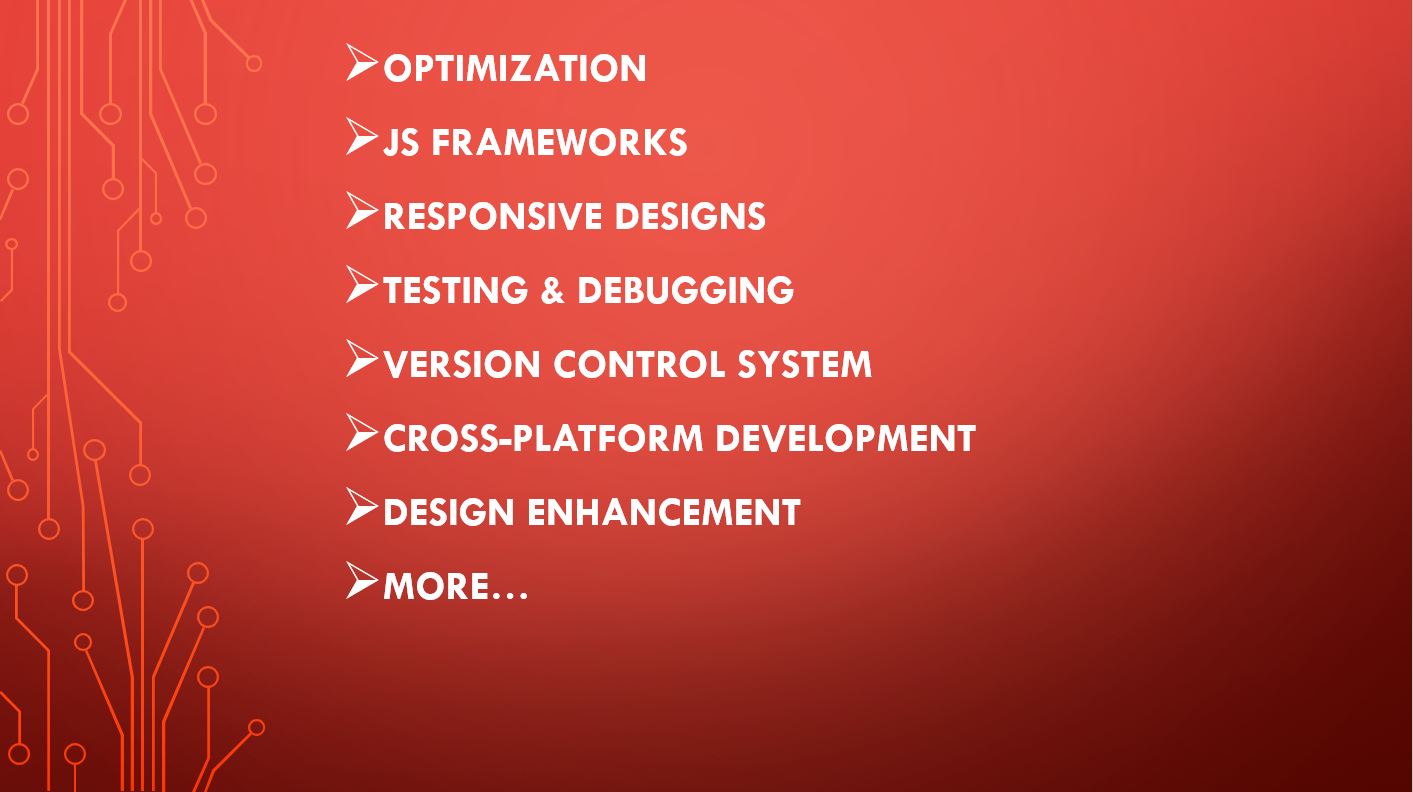 OPTIMIZATION
JS FRAMEWORKS
RESPONSIVE DESIGNS
TESTING & DEBUGGING
VERSION CONTROL SYSTEM
CROSS-PLATFORM DEVELOPMENT
DESIGN ENHANCEMENT
MORE...